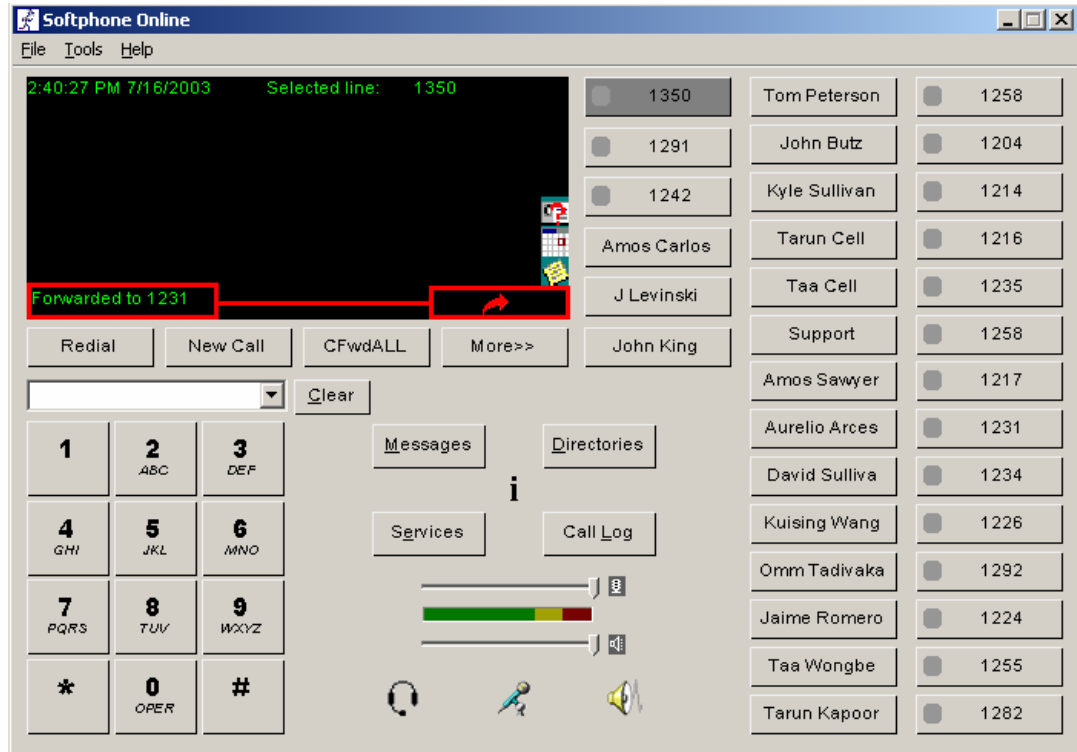 Softphone Online
File Tools Help
2:40:27 PM 7/16/2003 Selected line: 1350
Forwarded to 1231
1350
1291
1242
Amos Carlos
J Levinski
John King
Redial New Call CFwdALL More>>
Clear
1 2 ABC 3 DEF
4 GHI 5 JKL 6 MNO
7 PQRS 8 TUV 9 WXYZ
* 0 OPER #
Messages Directories
i
Services Call Log
Tom Peterson 1258
John Butz 1204
Kyle Sullivan 1214
Tarun Cell 1216
Taa Cell 1235
Support 1258
Amos Sawyer 1217
Aurelio Arces 1231
David Sulliva 1234
Kuising Wang 1226
Omm Tadivaka 1292
Jaime Romero 1224
Taa Wongbe 1255
Tarun Kapoor 1282